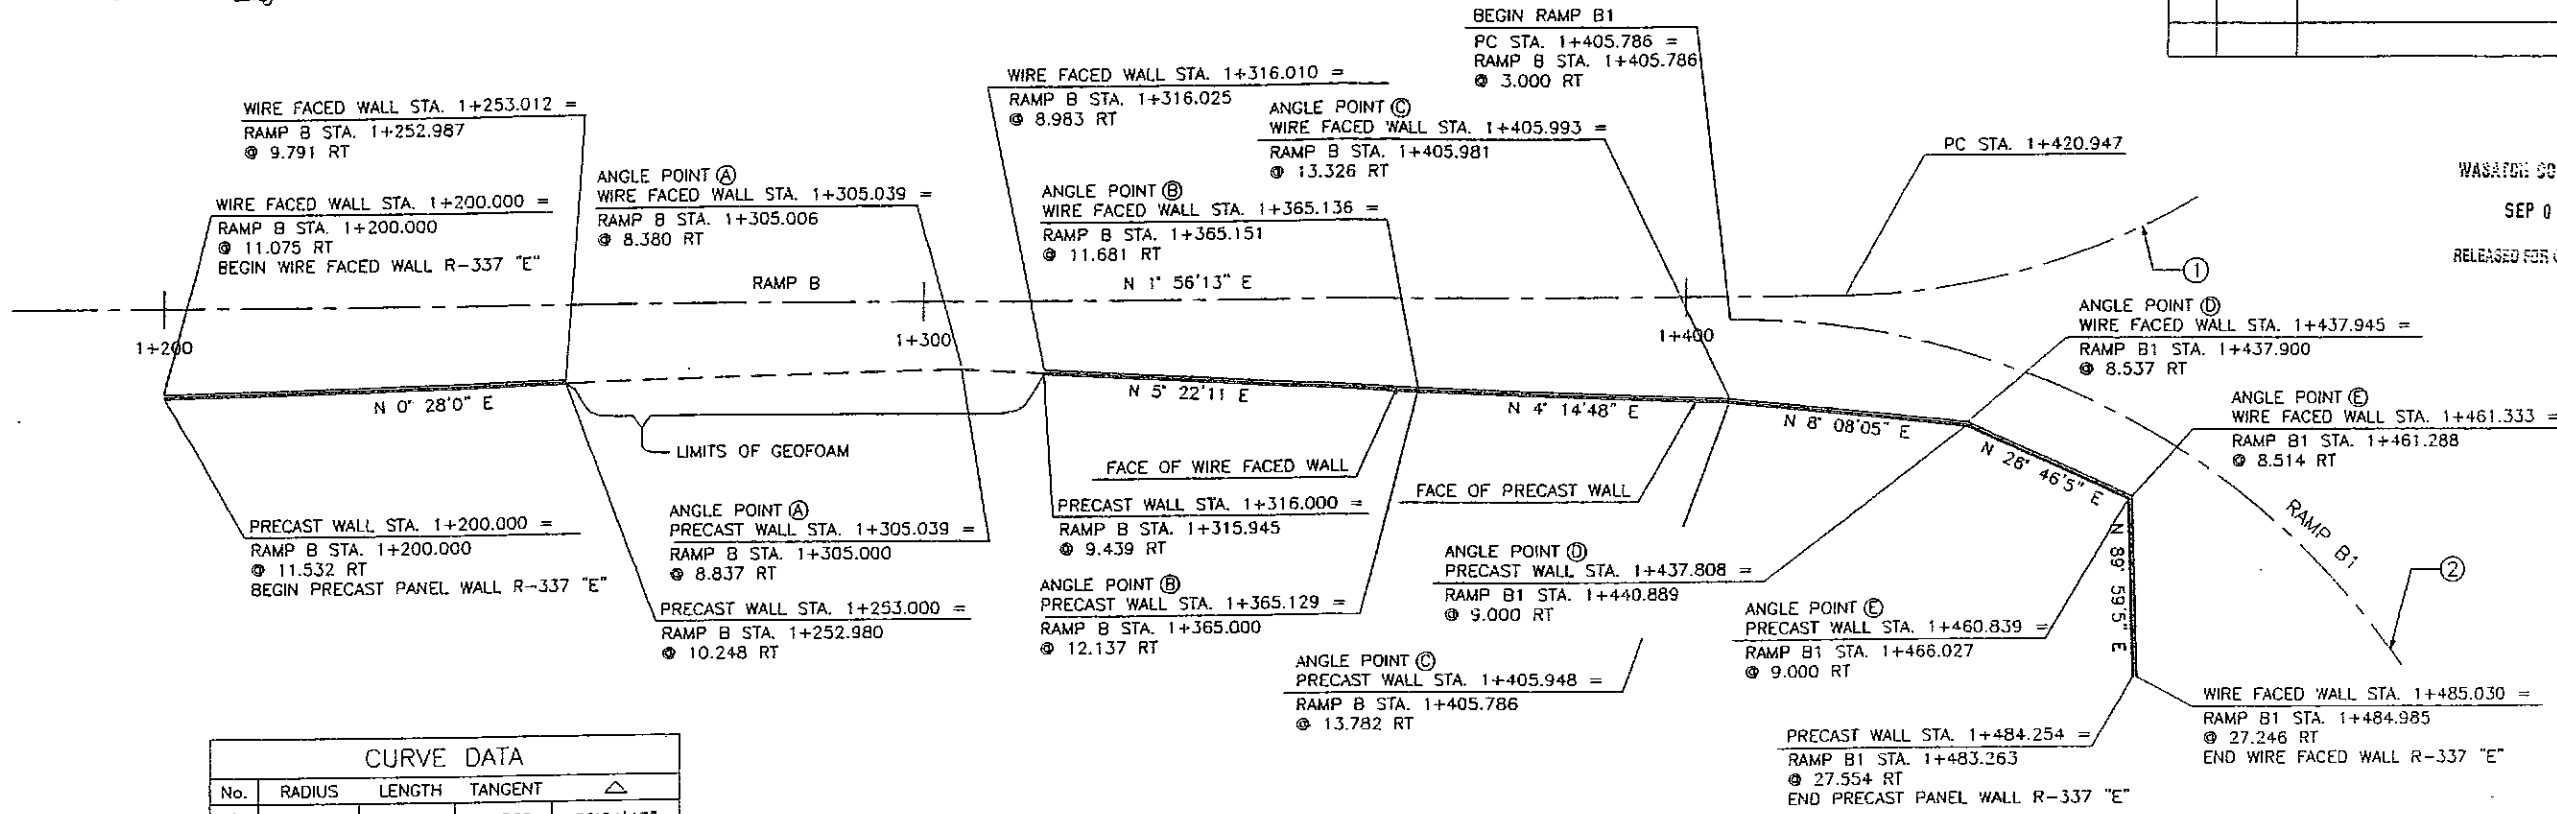 BEGIN RAMP B1
PC STA. 1+405.786 =
RAMP B STA. 1+405.786
@ 3.000 RT
WIRE FACED WALL STA. 1+316.010 =
RAMP B STA. 1+316.025
@ 8.983 RT
WIRE FACED WALL STA. 1+253.012 =
RAMP B STA. 1+252.987
@ 9.791 RT
ANGLE POINT Ⓒ
WIRE FACED WALL STA. 1+405.993 =
RAMP B STA. 1+405.981
@ 13.326 RT
PC STA. 1+420.947
SEP 0
RELEASED FOR
ANGLE POINT Ⓐ
WIRE FACED WALL STA. 1+305.039 =
RAMP B STA. 1+305.006
@ 8.380 RT
ANGLE POINT Ⓑ
WIRE FACED WALL STA. 1+365.136 =
RAMP B STA. 1+365.151
@ 11.681 RT
WIRE FACED WALL STA. 1+200.000 =
RAMP B STA. 1+200.000
@ 11.075 RT
BEGIN WIRE FACED WALL R-337 "E"
RAMP B
N 1° 56'13" E
①
1+200
1+300
1+400
ANGLE POINT Ⓓ
WIRE FACED WALL STA. 1+437.945 =
RAMP B1 STA. 1+437.900
@ 8.537 RT
ANGLE POINT Ⓔ
WIRE FACED WALL STA. 1+461.333 =
RAMP B1 STA. 1+461.288
@ 8.514 RT
N 0° 28'0" E
N 5° 22'11 E
N 4° 14'48" E
N 8° 08'05" E
N 26° 46'5" E
N 89° 59'5" E
RAMP B1
②
LIMITS OF GEOFOAM
FACE OF WIRE FACED WALL
FACE OF PRECAST WALL
PRECAST WALL STA. 1+200.000 =
RAMP B STA. 1+200.000
@ 11.532 RT
BEGIN PRECAST PANEL WALL R-337 "E"
ANGLE POINT Ⓐ
PRECAST WALL STA. 1+305.039 =
RAMP B STA. 1+305.000
@ 8.837 RT
PRECAST WALL STA. 1+253.000 =
RAMP B STA. 1+252.980
@ 10.248 RT
PRECAST WALL STA. 1+316.000 =
RAMP B STA. 1+315.945
@ 9.439 RT
ANGLE POINT Ⓑ
PRECAST WALL STA. 1+365.129 =
RAMP B STA. 1+365.000
@ 12.137 RT
ANGLE POINT Ⓓ
PRECAST WALL STA. 1+437.808 =
RAMP B1 STA. 1+440.889
@ 9.000 RT
ANGLE POINT Ⓒ
PRECAST WALL STA. 1+405.948 =
RAMP B STA. 1+405.786
@ 13.782 RT
ANGLE POINT Ⓔ
PRECAST WALL STA. 1+460.839 =
RAMP B1 STA. 1+466.027
@ 9.000 RT
PRECAST WALL STA. 1+484.254 =
RAMP B1 STA. 1+483.263
@ 27.554 RT
END PRECAST PANEL WALL R-337 "E"
WIRE FACED WALL STA. 1+485.030 =
RAMP B1 STA. 1+484.985
@ 27.246 RT
END WIRE FACED WALL R-337 "E"
CURVE DATA
No. RADIUS LENGTH TANGENT △